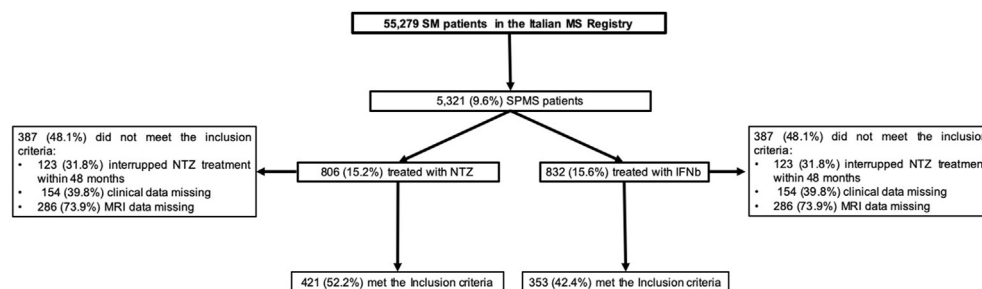 55,279 SM patients in the Italian MS Registry
5,321 (9.6%) SPMS patients
387 (48.1%) did not meet the inclusion
criteria:
• 123 (31.8%) interrupped NTZ treatment
within 48 months
• 154 (39.8%) clinical data missing
• 286 (73.9%) MRI data missing
806 (15.2%) treated with NTZ
832 (15.6%) treated with IFNb
387 (48.1%) did not meet the inclusion
criteria:
• 123 (31.8%) interrupped NTZ treatment
within 48 months
• 154 (39.8%) clinical data missing
• 286 (73.9%) MRI data missing
421 (52.2%) met the Inclusion criteria
353 (42.4%) met the Inclusion criteria